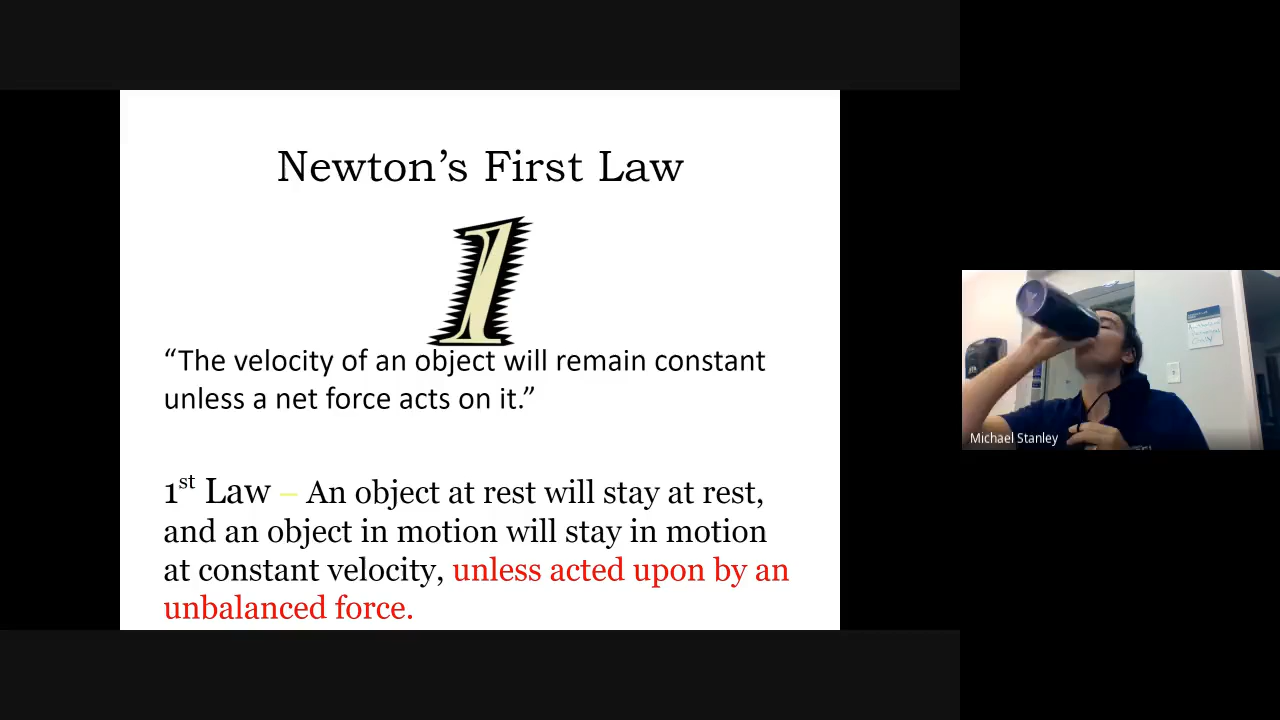 Newton’s First Law
1
“The velocity of an object will remain constant
unless a net force acts on it.”
1st Law – An object at rest will stay at rest,
and an object in motion will stay in motion
at constant velocity, unless acted upon by an
unbalanced force.
Michael Stanley